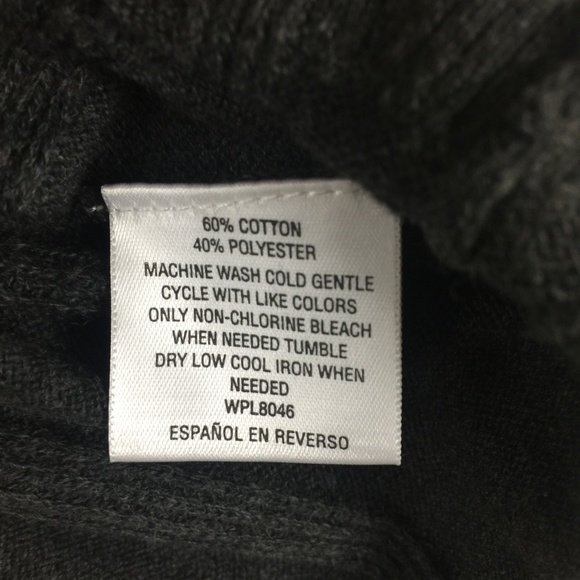 60% COTTON
40% POLYESTER
MACHINE WASH COLD GENTLE
CYCLE WITH LIKE COLORS
ONLY NON-CHLORINE BLEACH
WHEN NEEDED TUMBLE
DRY LOW COOL IRON WHEN
NEEDED
WPL8046
ESPAÑOL EN REVERSO